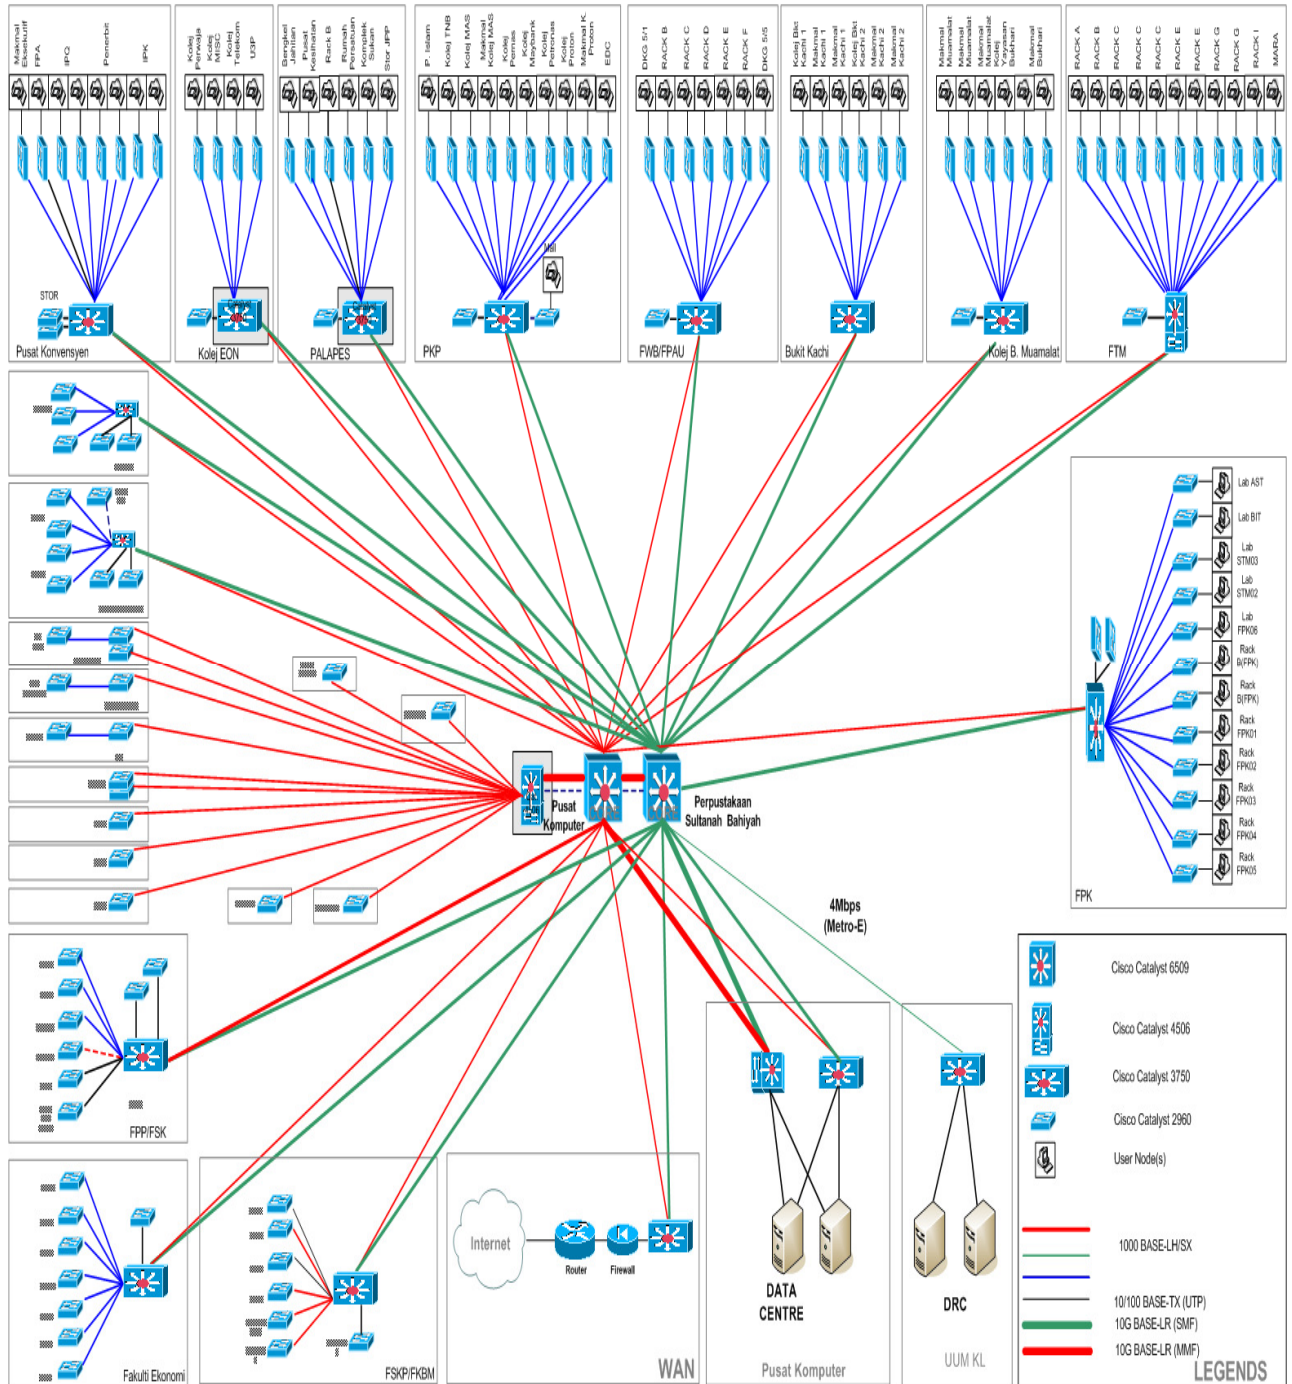 Makmal
Eksekutif
FPA
IPQ
Penerbit
IPK
Kolej
Perwaja
Kolej
MISC
Kolej
Telekom
U3P
Bengkel
Jahitan
Pusat
Kesihatan
Rack B
Rumah
Persatuan
Komplek
Sukan
Stor JPP
P. Islam
Kolej TNB
Kolej MAS
Makmal
Kolej MAS
Kolej
Permas
Kolej
Maybank
Kolej
Petronas
Kolej
Proton
Makmal K.
Proton
EDC
DKG 5/1
RACK B
RACK C
RACK D
RACK E
RACK F
DKG 5/5
Kolej Bkt
Kachi 1
Makmal
Kachi 1
Makmal
Kachi 1
Kolej Bkt
Kachi 2
Makmal
Kachi 2
Makmal
Kachi 2
Makmal
Muamalat
Makmal
Muamalat
Makmal
Muamalat
Kolej
Yayasan
Bukhari
Makmal
Bukhari
RACK A
RACK B
RACK C
RACK C
RACK C
RACK E
RACK E
RACK G
RACK G
RACK I
MARA
STOR
Mall
Pusat Konvensyen
Kolej EON
PALAPES
PKP
FWB/FPAU
Bukit Kachi
Kolej B. Muamalat
FTM
Lab AST
Lab BIT
Lab
STM03
Lab
STM02
Lab
FPK06
Rack
B(FPK)
Rack
B(FPK)
Rack
FPK01
Rack
FPK02
Rack
FPK03
Rack
FPK04
Rack
FPK05
FPK
Pusat
Komputer
Perpustakaan
Sultanah Bahiyah
4Mbps
(Metro-E)
FPP/FSK
Fakulti Ekonomi
FSKP/FKBM
Internet
Router
Firewall
WAN
DATA
CENTRE
Pusat Komputer
DRC
UUM KL
Cisco Catalyst 6509
Cisco Catalyst 4506
Cisco Catalyst 3750
Cisco Catalyst 2960
User Node(s)
1000 BASE-LH/SX
10/100 BASE-TX (UTP)
10G BASE-LR (SMF)
10G BASE-LR (MMF)
LEGENDS